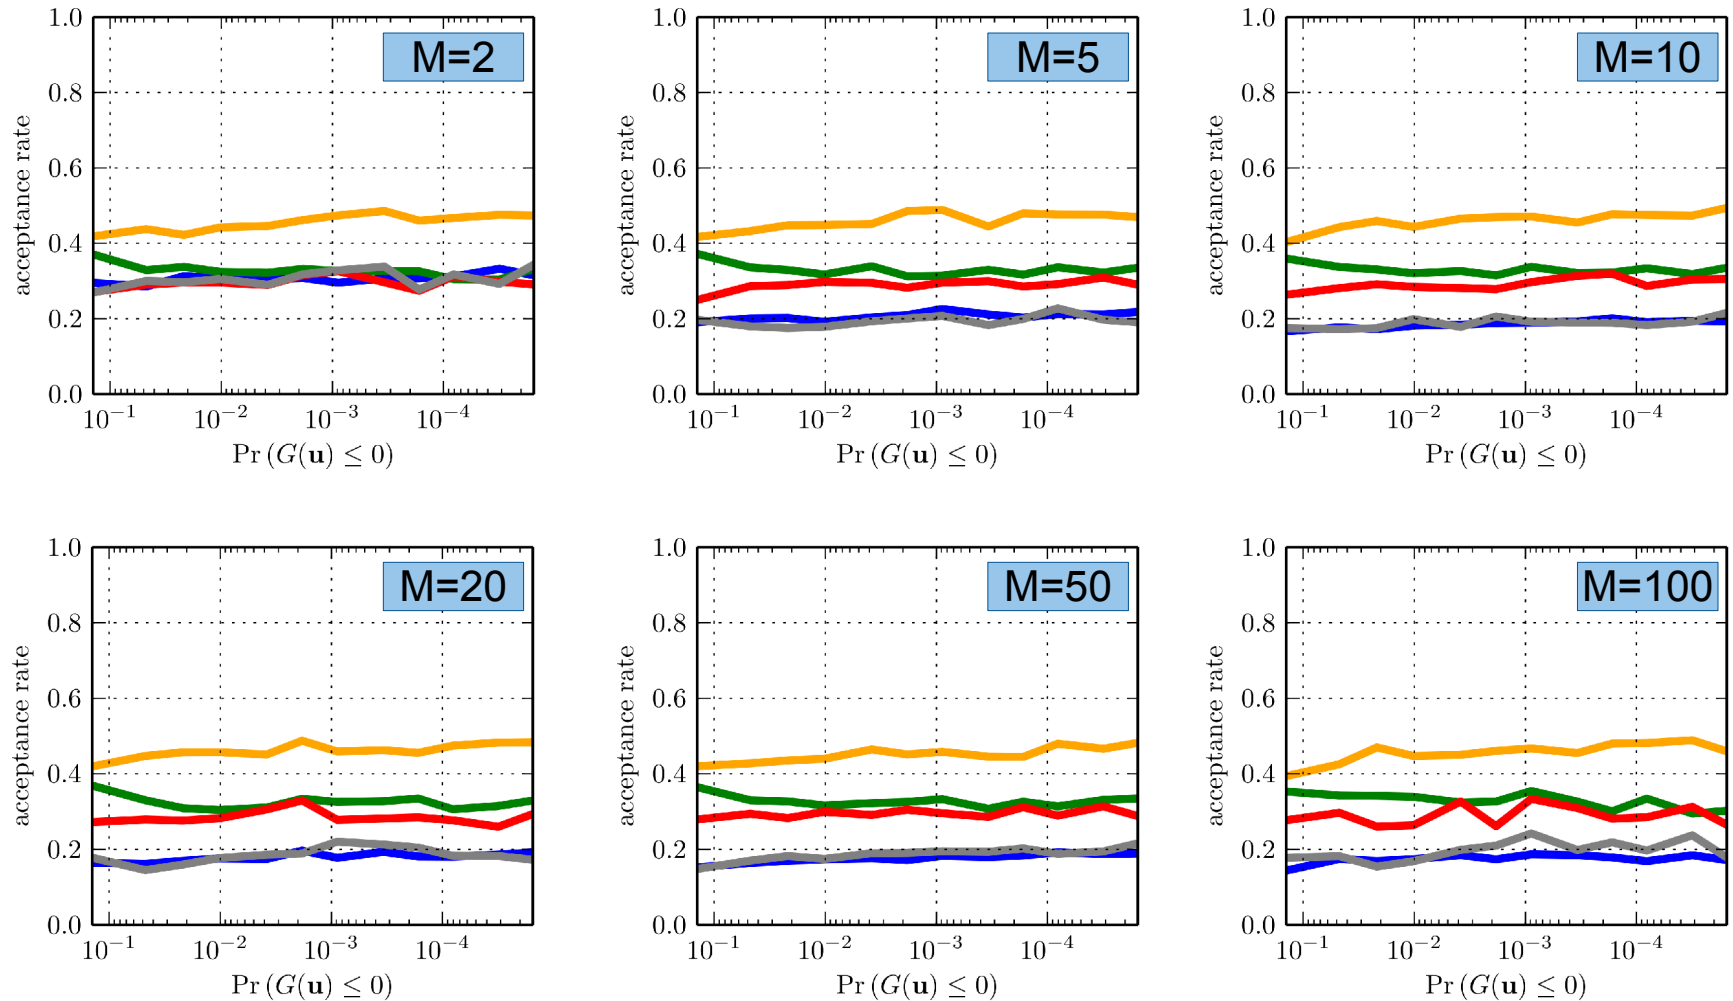 M=2
acceptance rate
1.0
0.8
0.6
0.4
0.2
0.0
10⁻¹ 10⁻² 10⁻³ 10⁻⁴
Pr (G(u) ≤ 0)
M=5
acceptance rate
1.0
0.8
0.6
0.4
0.2
0.0
10⁻¹ 10⁻² 10⁻³ 10⁻⁴
Pr (G(u) ≤ 0)
M=10
acceptance rate
1.0
0.8
0.6
0.4
0.2
0.0
10⁻¹ 10⁻² 10⁻³ 10⁻⁴
Pr (G(u) ≤ 0)
M=20
acceptance rate
1.0
0.8
0.6
0.4
0.2
0.0
10⁻¹ 10⁻² 10⁻³ 10⁻⁴
Pr (G(u) ≤ 0)
M=50
acceptance rate
1.0
0.8
0.6
0.4
0.2
0.0
10⁻¹ 10⁻² 10⁻³ 10⁻⁴
Pr (G(u) ≤ 0)
M=100
acceptance rate
1.0
0.8
0.6
0.4
0.2
0.0
10⁻¹ 10⁻² 10⁻³ 10⁻⁴
Pr (G(u) ≤ 0)